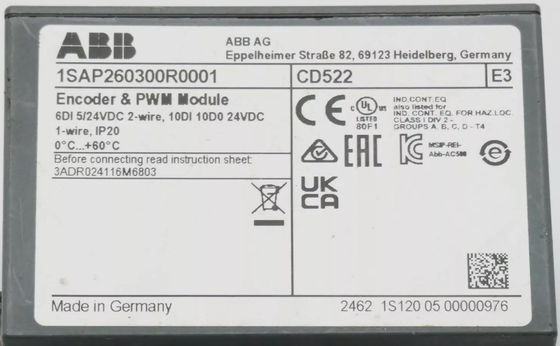 ABB
ABB AG
Eppelheimer Straße 82, 69123 Heidelberg, Germany
1SAP260300R0001
CD522
E3
Encoder & PWM Module
6DI 5/24VDC 2-wire, 10DI 10D0 24VDC
1-wire, IP20
0°C...+60°C
Before connecting read instruction sheet:
3ADR024116M6803
CE
UL
C
US
LISTED
80F1
IND.CONT.EQ
also listed for
IND. CONT. EQ. FOR HAZ.LOC.
CLASS I DIV 2 -
GROUPS A, B, C, D - T4
EAC
MSIP-REI-
Abb-AC500
UK
CA
Made in Germany
2462 1S120 05 00000976